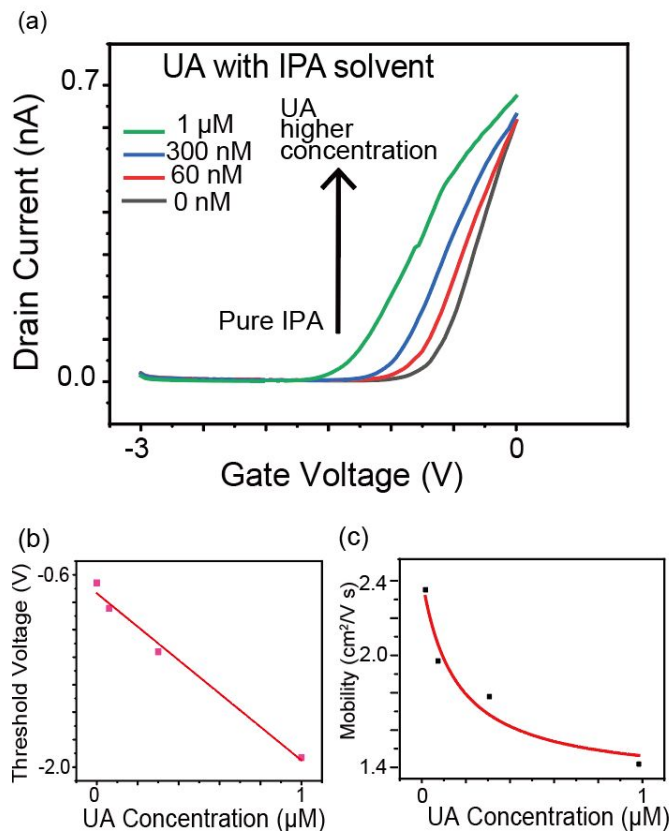 (a)
UA with IPA solvent
1 µM
300 nM
60 nM
0 nM
UA
higher
concentration
Pure IPA
Drain Current (nA)
0.7
0.0
-3
0
Gate Voltage (V)
(b)
Threshold Voltage (V)
-0.6
-2.0
0
1
UA Concentration (µM)
(c)
Mobility (cm²/V s)
2.4
2.0
1.4
0
1
UA Concentration (µM)